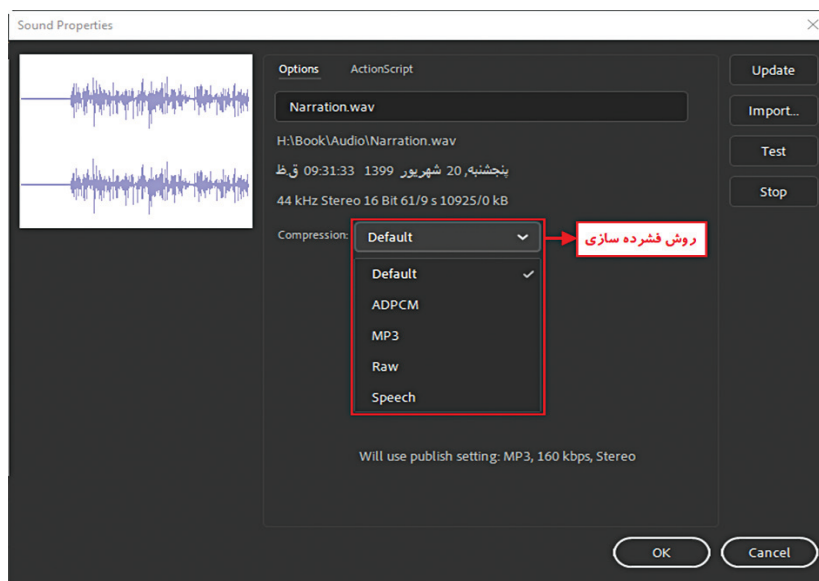 Sound Properties
Options ActionScript
Update
Narration.wav
Import...
H:\Book\Audio\Narration.wav
Test
پنجشنبه, 20 شهریور 1399 09:31:33 ق.ظ
Stop
44 kHz Stereo 16 Bit 61/9 s 10925/0 kB
Compression: Default
روش فشرده سازی
Default
ADPCM
MP3
Raw
Speech
Will use publish setting: MP3, 160 kbps, Stereo
OK Cancel